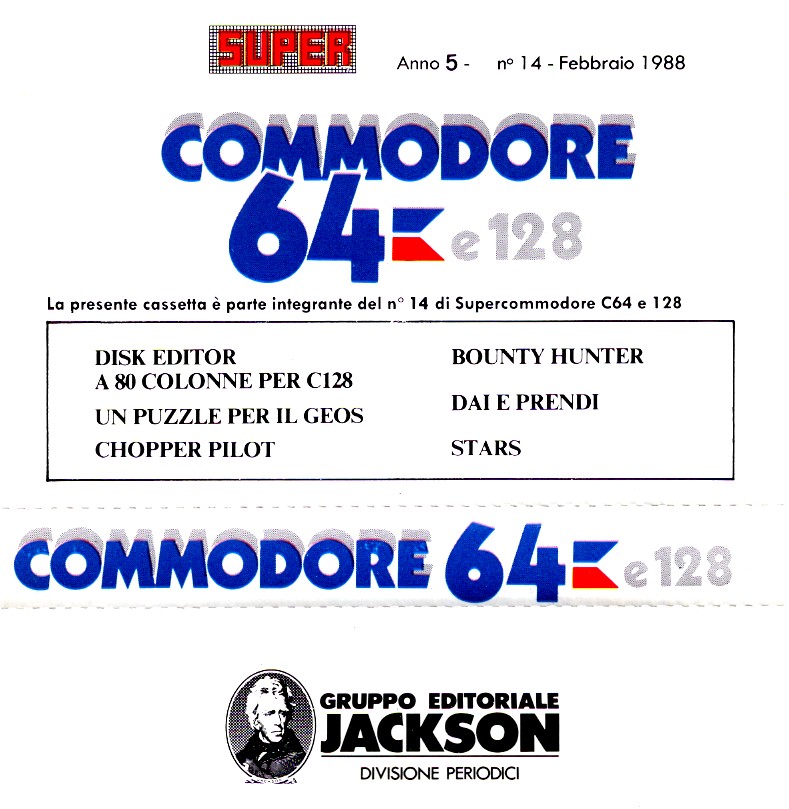 SUPER
Anno 5 - n° 14 - Febbraio 1988
COMMODORE
64 e 128
La presente cassetta è parte integrante del n° 14 di Supercommodore C64 e 128
DISK EDITOR
A 80 COLONNE PER C128
UN PUZZLE PER IL GEOS
CHOPPER PILOT
BOUNTY HUNTER
DAI E PRENDI
STARS
COMMODORE 64 e 128
GRUPPO EDITORIALE
JACKSON
DIVISIONE PERIODICI